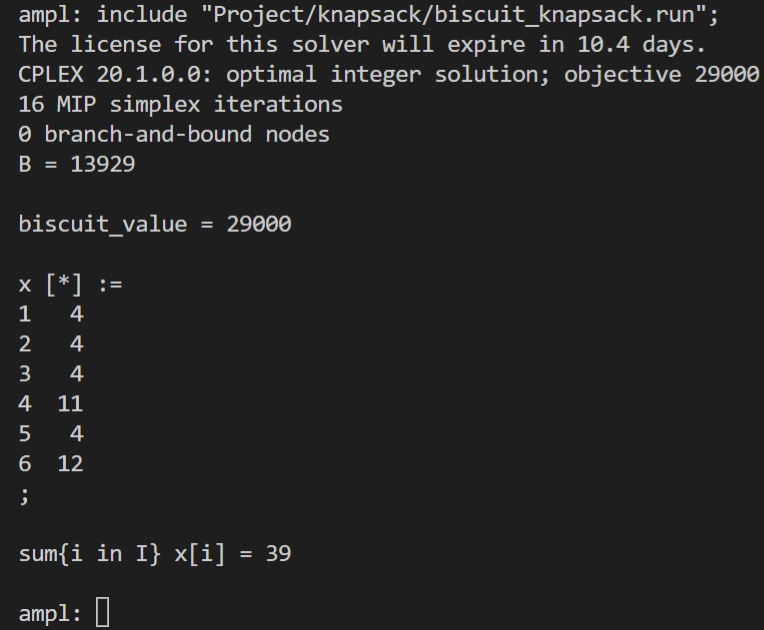 ampl: include "Project/knapsack/biscuit_knapsack.run";
The license for this solver will expire in 10.4 days.
CPLEX 20.1.0.0: optimal integer solution; objective 29000
16 MIP simplex iterations
0 branch-and-bound nodes
B = 13929
biscuit_value = 29000
x [*] :=
1   4
2   4
3   4
4  11
5   4
6  12
;
sum{i in I} x[i] = 39
ampl: